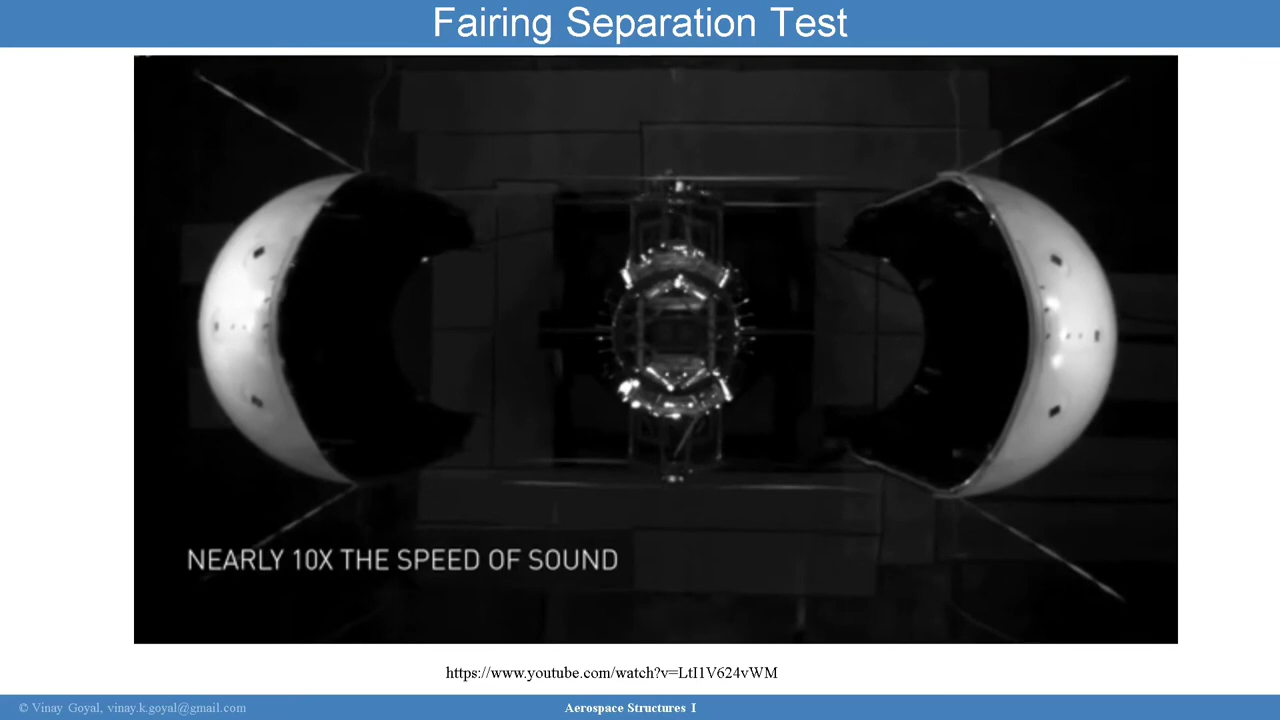 Fairing Separation Test
NEARLY 10X THE SPEED OF SOUND
https://www.youtube.com/watch?v=LtI1V624vWM
© Vinay Goyal, vinay.k.goyal@gmail.com
Aerospace Structures I